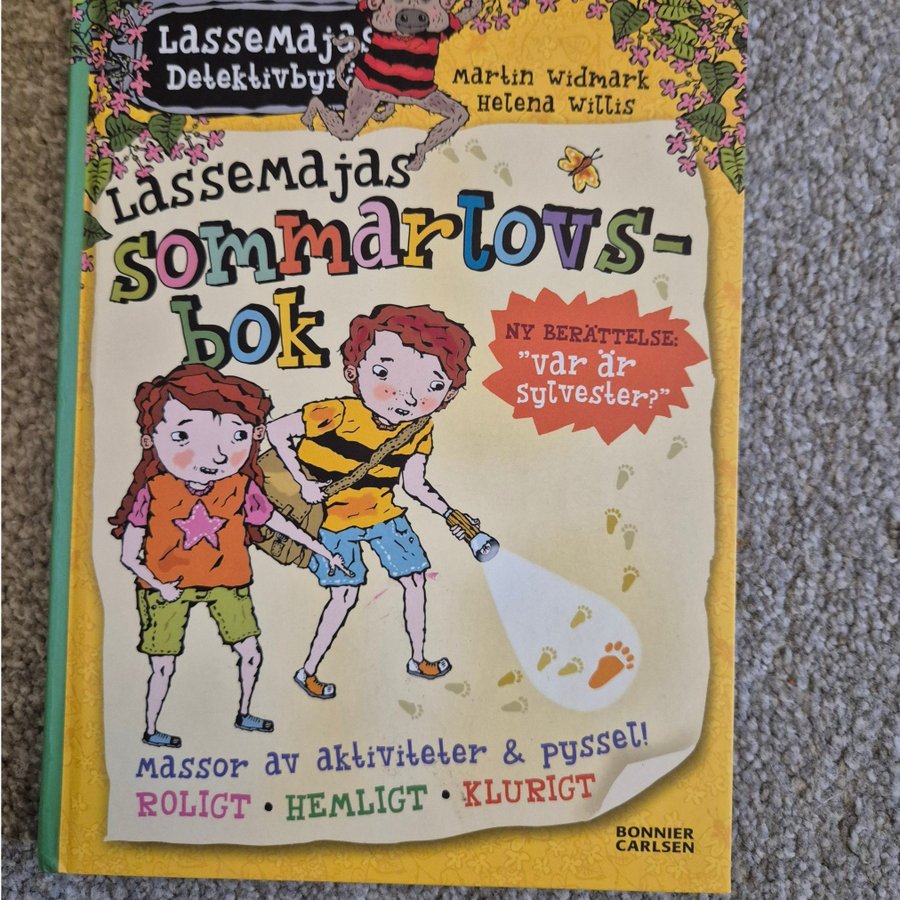 LasseMajas
Detektivbyrå
Martin Widmark
Helena Willis
LasseMajas
sommarlovs-
bok
NY BERÄTTELSE:
"Var är
Sylvester?"
Massor av aktiviteter & pyssel!
ROLIGT • HEMLIGT • KLURIGT
BONNIER
CARLSEN